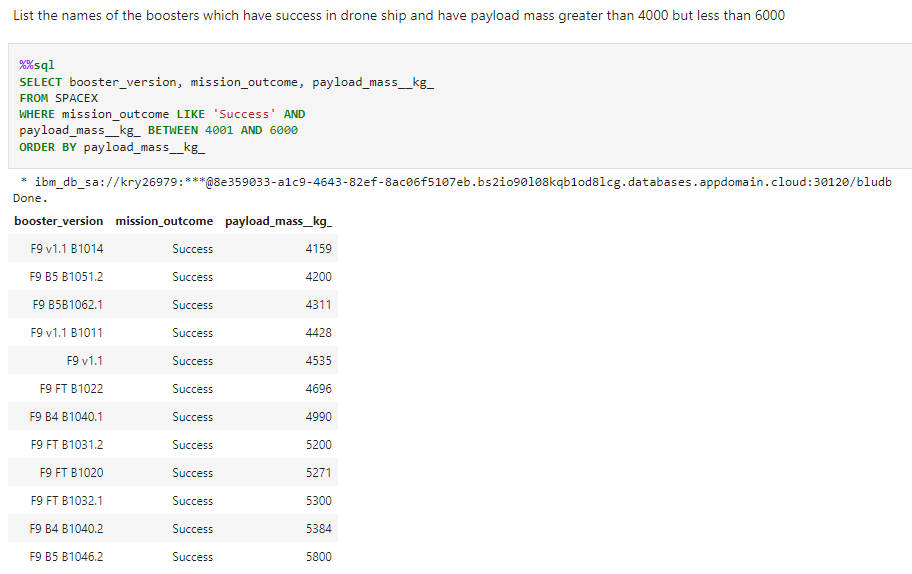 List the names of the boosters which have success in drone ship and have payload mass greater than 4000 but less than 6000
%%sql
SELECT booster_version, mission_outcome, payload_mass__kg_
FROM SPACEX
WHERE mission_outcome LIKE 'Success' AND
payload_mass__kg_ BETWEEN 4001 AND 6000
ORDER BY payload_mass__kg_
* ibm_db_sa://kry26979:***@8e359033-a1c9-4643-82ef-8ac06f5107eb.bs2io90l08kqb1od8lcg.databases.appdomain.cloud:30120/bludb
Done.
booster_version mission_outcome payload_mass__kg_
F9 v1.1 B1014 Success 4159
F9 B5 B1051.2 Success 4200
F9 B5B1062.1 Success 4311
F9 v1.1 B1011 Success 4428
F9 v1.1 Success 4535
F9 FT B1022 Success 4696
F9 B4 B1040.1 Success 4990
F9 FT B1031.2 Success 5200
F9 FT B1020 Success 5271
F9 FT B1032.1 Success 5300
F9 B4 B1040.2 Success 5384
F9 B5 B1046.2 Success 5800